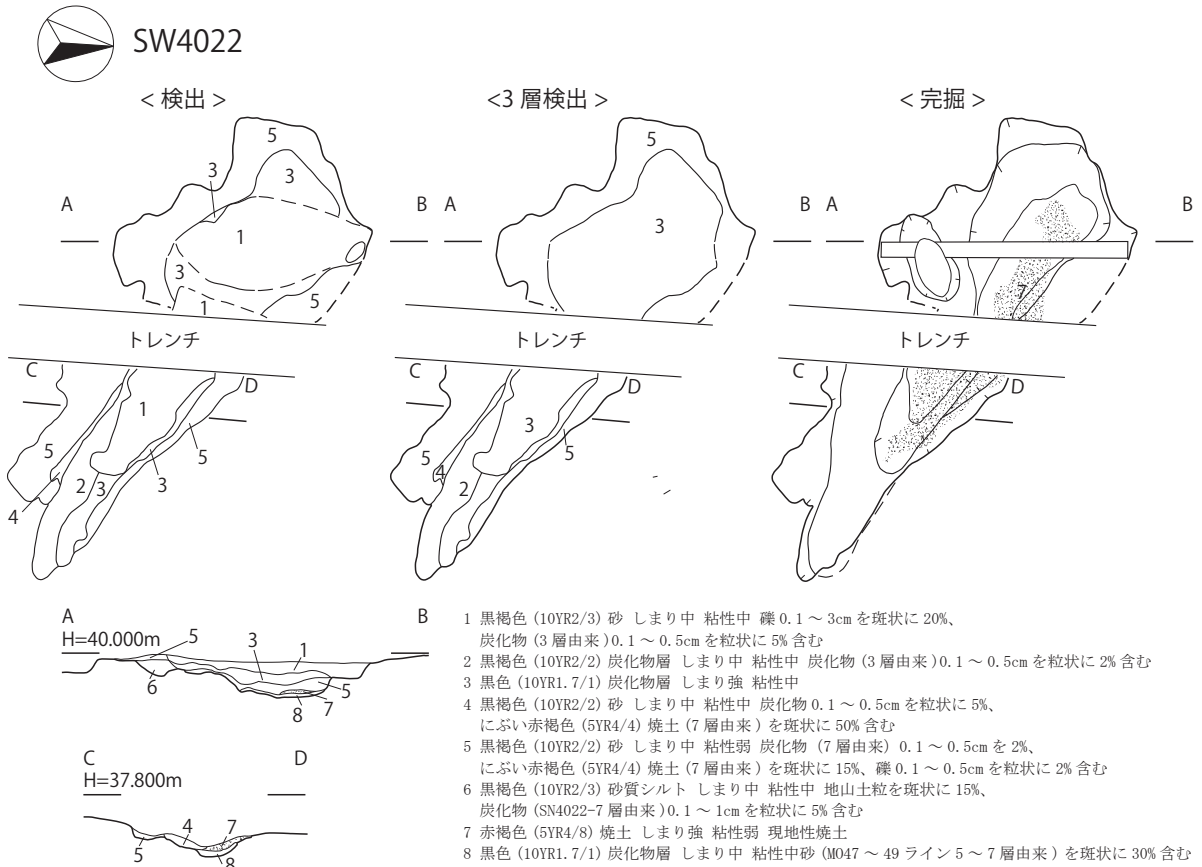 SW4022
< 検出 >
<3 層検出 >
< 完掘 >
5
3
3
A
B
1
3
5
1
5
A
B
3
A
B
7
トレンチ
トレンチ
C
D
1
5
5
2
3
3
4
C
D
3
5
5
4
2
C
D
A
B
H=40.000m
5
3
1
6
5
7
8
C
D
H=37.800m
4
7
5
8
1 黒褐色 (10YR2/3) 砂 しまり中 粘性中 礫 0.1 ～ 3cm を斑状に 20%、
炭化物 (3 層由来 )0.1 ～ 0.5cm を粒状に 5% 含む
2 黒褐色 (10YR2/2) 炭化物層 しまり中 粘性中 炭化物 (3 層由来 )0.1 ～ 0.5cm を粒状に 2% 含む
3 黒色 (10YR1.7/1) 炭化物層 しまり強 粘性中
4 黒褐色 (10YR2/2) 砂 しまり中 粘性中 炭化物 0.1 ～ 0.5cm を粒状に 5%、
にぶい赤褐色 (5YR4/4) 焼土 (7 層由来 ) を斑状に 50% 含む
5 黒褐色 (10YR2/2) 砂 しまり中 粘性弱 炭化物 (7 層由来) 0.1 ～ 0.5cm を 2%、
にぶい赤褐色 (5YR4/4) 焼土 (7 層由来 ) を斑状に 15%、礫 0.1 ～ 0.5cm を粒状に 2% 含む
6 黒褐色 (10YR2/3) 砂質シルト しまり中 粘性中 地山土粒を斑状に 15%、
炭化物 (SN4022-7 層由来 )0.1 ～ 1cm を粒状に 5% 含む
7 赤褐色 (5YR4/8) 焼土 しまり強 粘性弱 現地性焼土
8 黒色 (10YR1.7/1) 炭化物層 しまり中 粘性中砂 (MO47 ～ 49 ライン 5 ～ 7 層由来 ) を斑状に 30% 含む